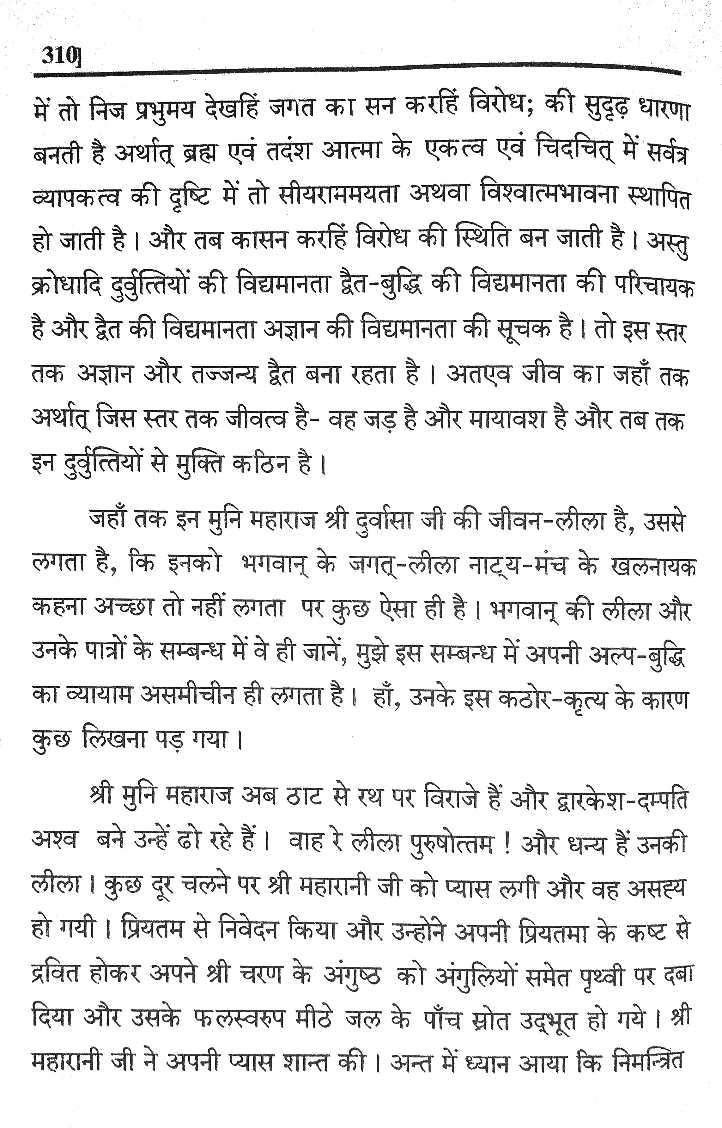 310]
में तो निज प्रभुमय देखहिं जगत का सन करहिं विरोध; की सुदृढ़ धारणा
बनती है अर्थात् ब्रह्म एवं तदंश आत्मा के एकत्व एवं चिदचित् में सर्वत्र
व्यापकत्व की दृष्टि में तो सीयराममयता अथवा विश्वात्मभावना स्थापित
हो जाती है। और तब कासन करहिं विरोध की स्थिति बन जाती है। अस्तु
क्रोधादि दुर्वुत्तियों की विद्यमानता द्वैत-बुद्धि की विद्यमानता की परिचायक
है और द्वैत की विद्यमानता अज्ञान की विद्यमानता की सूचक है। तो इस स्तर
तक अज्ञान और तज्जन्य द्वैत बना रहता है। अतएव जीव का जहाँ तक
अर्थात् जिस स्तर तक जीवत्व है- वह जड़ है और मायावश है और तब तक
इन दुर्वुत्तियों से मुक्ति कठिन है।
जहाँ तक इन मुनि महाराज श्री दुर्वासा जी की जीवन-लीला है, उससे
लगता है, कि इनको भगवान् के जगत्-लीला नाट्य-मंच के खलनायक
कहना अच्छा तो नहीं लगता पर कुछ ऐसा ही है। भगवान् की लीला और
उनके पात्रों के सम्बन्ध में वे ही जानें, मुझे इस सम्बन्ध में अपनी अल्प-बुद्धि
का व्यायाम असमीचीन ही लगता है। हाँ, उनके इस कठोर-कृत्य के कारण
कुछ लिखना पड़ गया।
श्री मुनि महाराज अब ठाट से रथ पर विराजे हैं और द्वारकेश-दम्पति
अश्व बने उन्हें ढो रहे हैं। वाह रे लीला पुरुषोत्तम ! और धन्य हैं उनकी
लीला। कुछ दूर चलने पर श्री महारानी जी को प्यास लगी और वह असह्य
हो गयी। प्रियतम से निवेदन किया और उन्होने अपनी प्रियतमा के कष्ट से
द्रवित होकर अपने श्री चरण के अंगुष्ठ को अंगुलियों समेत पृथ्वी पर दबा
दिया और उसके फलस्वरुप मीठे जल के पाँच स्रोत उद्भूत हो गये। श्री
महारानी जी ने अपनी प्यास शान्त की। अन्त में ध्यान आया कि निमन्त्रित